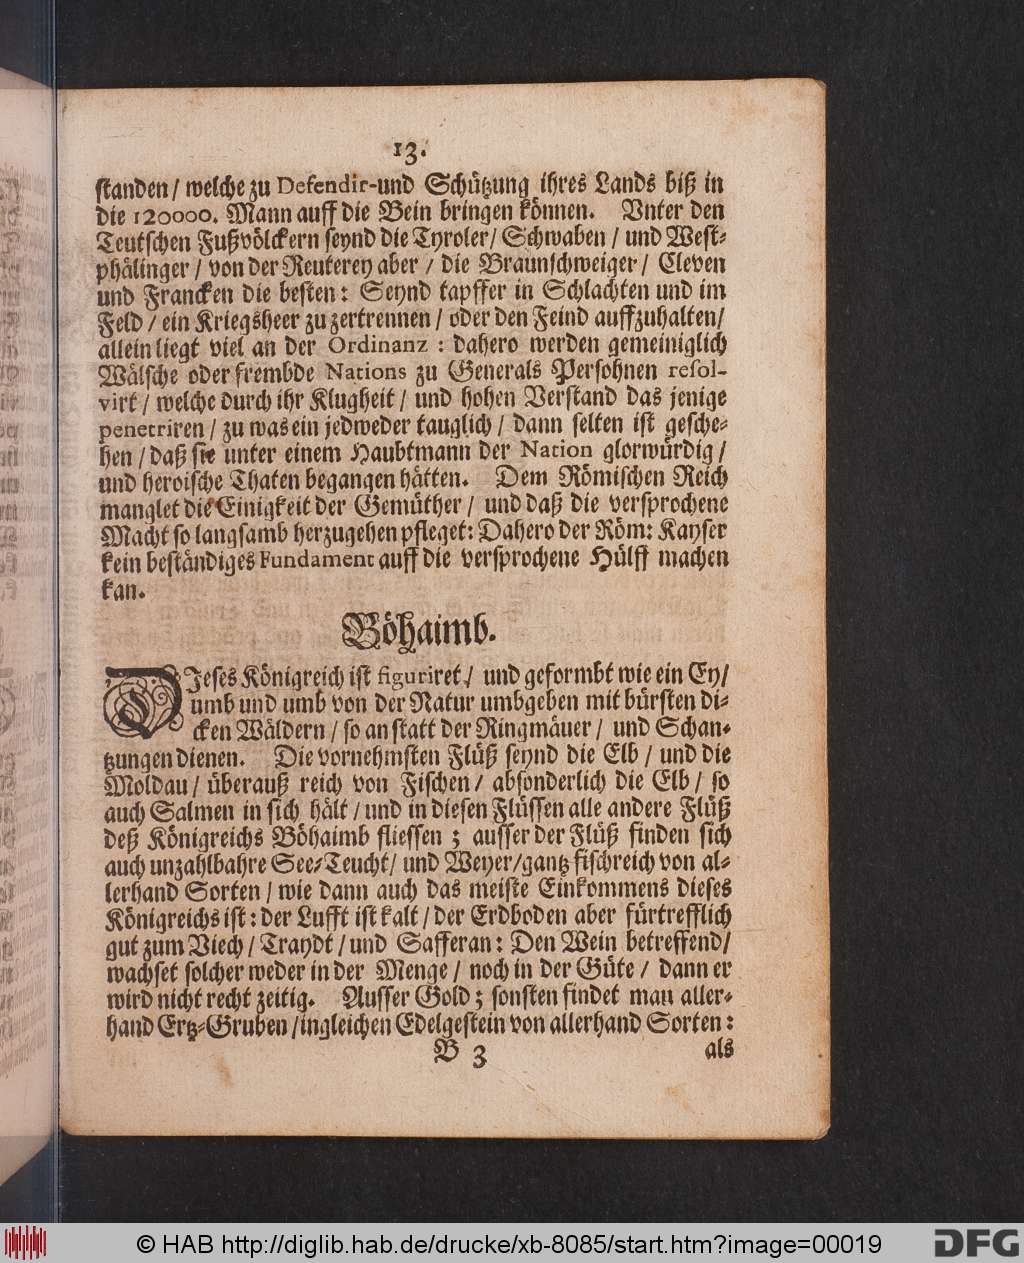 13.
standen / welche zu Defendir-und Schützung ihres Lands biß in
die 120000. Mann auff die Bein bringen können. Vnter den
Teutschen Fußvölckern seynd die Tyroler / Schwaben / und West-
phälinger / von der Reuterey aber / die Braunschweiger / Cleven
und Francken die besten: Seynd tapffer in Schlachten und im
Feld / ein Kriegsheer zu zertrennen / oder den Feind auffzuhalten /
allein liegt viel an der Ordinanz : dahero werden gemeiniglich
Wälsche oder frembde Nations zu Generals Persohnen resol-
virt / welche durch ihr Klugheit / und hohen Verstand das jenige
penetriren / zu was ein jedweder tauglich / dann selten ist gesche-
hen / daß sie unter einem Haubtmann der Nation glorwürdig /
und heroische Thaten begangen hätten. Dem Römischen Reich
manglet die Einigkeit der Gemüther / und daß die versprochene
Macht so langsamb herzugehen pfleget: Dahero der Röm: Kayser
kein beständiges Fundament auff die versprochene Hülff machen
kan.
Böhaimb.
DJeses Königreich ist figuriret / und geformbt wie ein Ey /
umb und umb von der Natur umbgeben mit bürsten di-
cken Wäldern / so an statt der Ringmäuer / und Schan-
tzungen dienen. Die vornehmsten Flüß seynd die Elb / und die
Moldau / überauß reich von Fischen / absonderlich die Elb / so
auch Salmen in sich hält / und in diesen Flüssen alle andere Flüß
deß Königreichs Böhaimb fliessen ; ausser der Flüß finden sich
auch unzahlbahre See-Teucht / und Weyer / gantz fischreich von al-
lerhand Sorten / wie dann auch das meiste Einkommens dieses
Königreichs ist : der Lufft ist kalt / der Erdboden aber fürtrefflich
gut zum Viech / Traydt / und Safferan : Den Wein betreffend /
wachset solcher weder in der Menge / noch in der Güte / dann er
wird nicht recht zeitig. Ausser Gold ; sonsten findet man aller-
hand Ertz-Gruben / ingleichen Edelgestein von allerhand Sorten :
B 3 als
© HAB http://diglib.hab.de/drucke/xb-8085/start.htm?image=00019
DFG